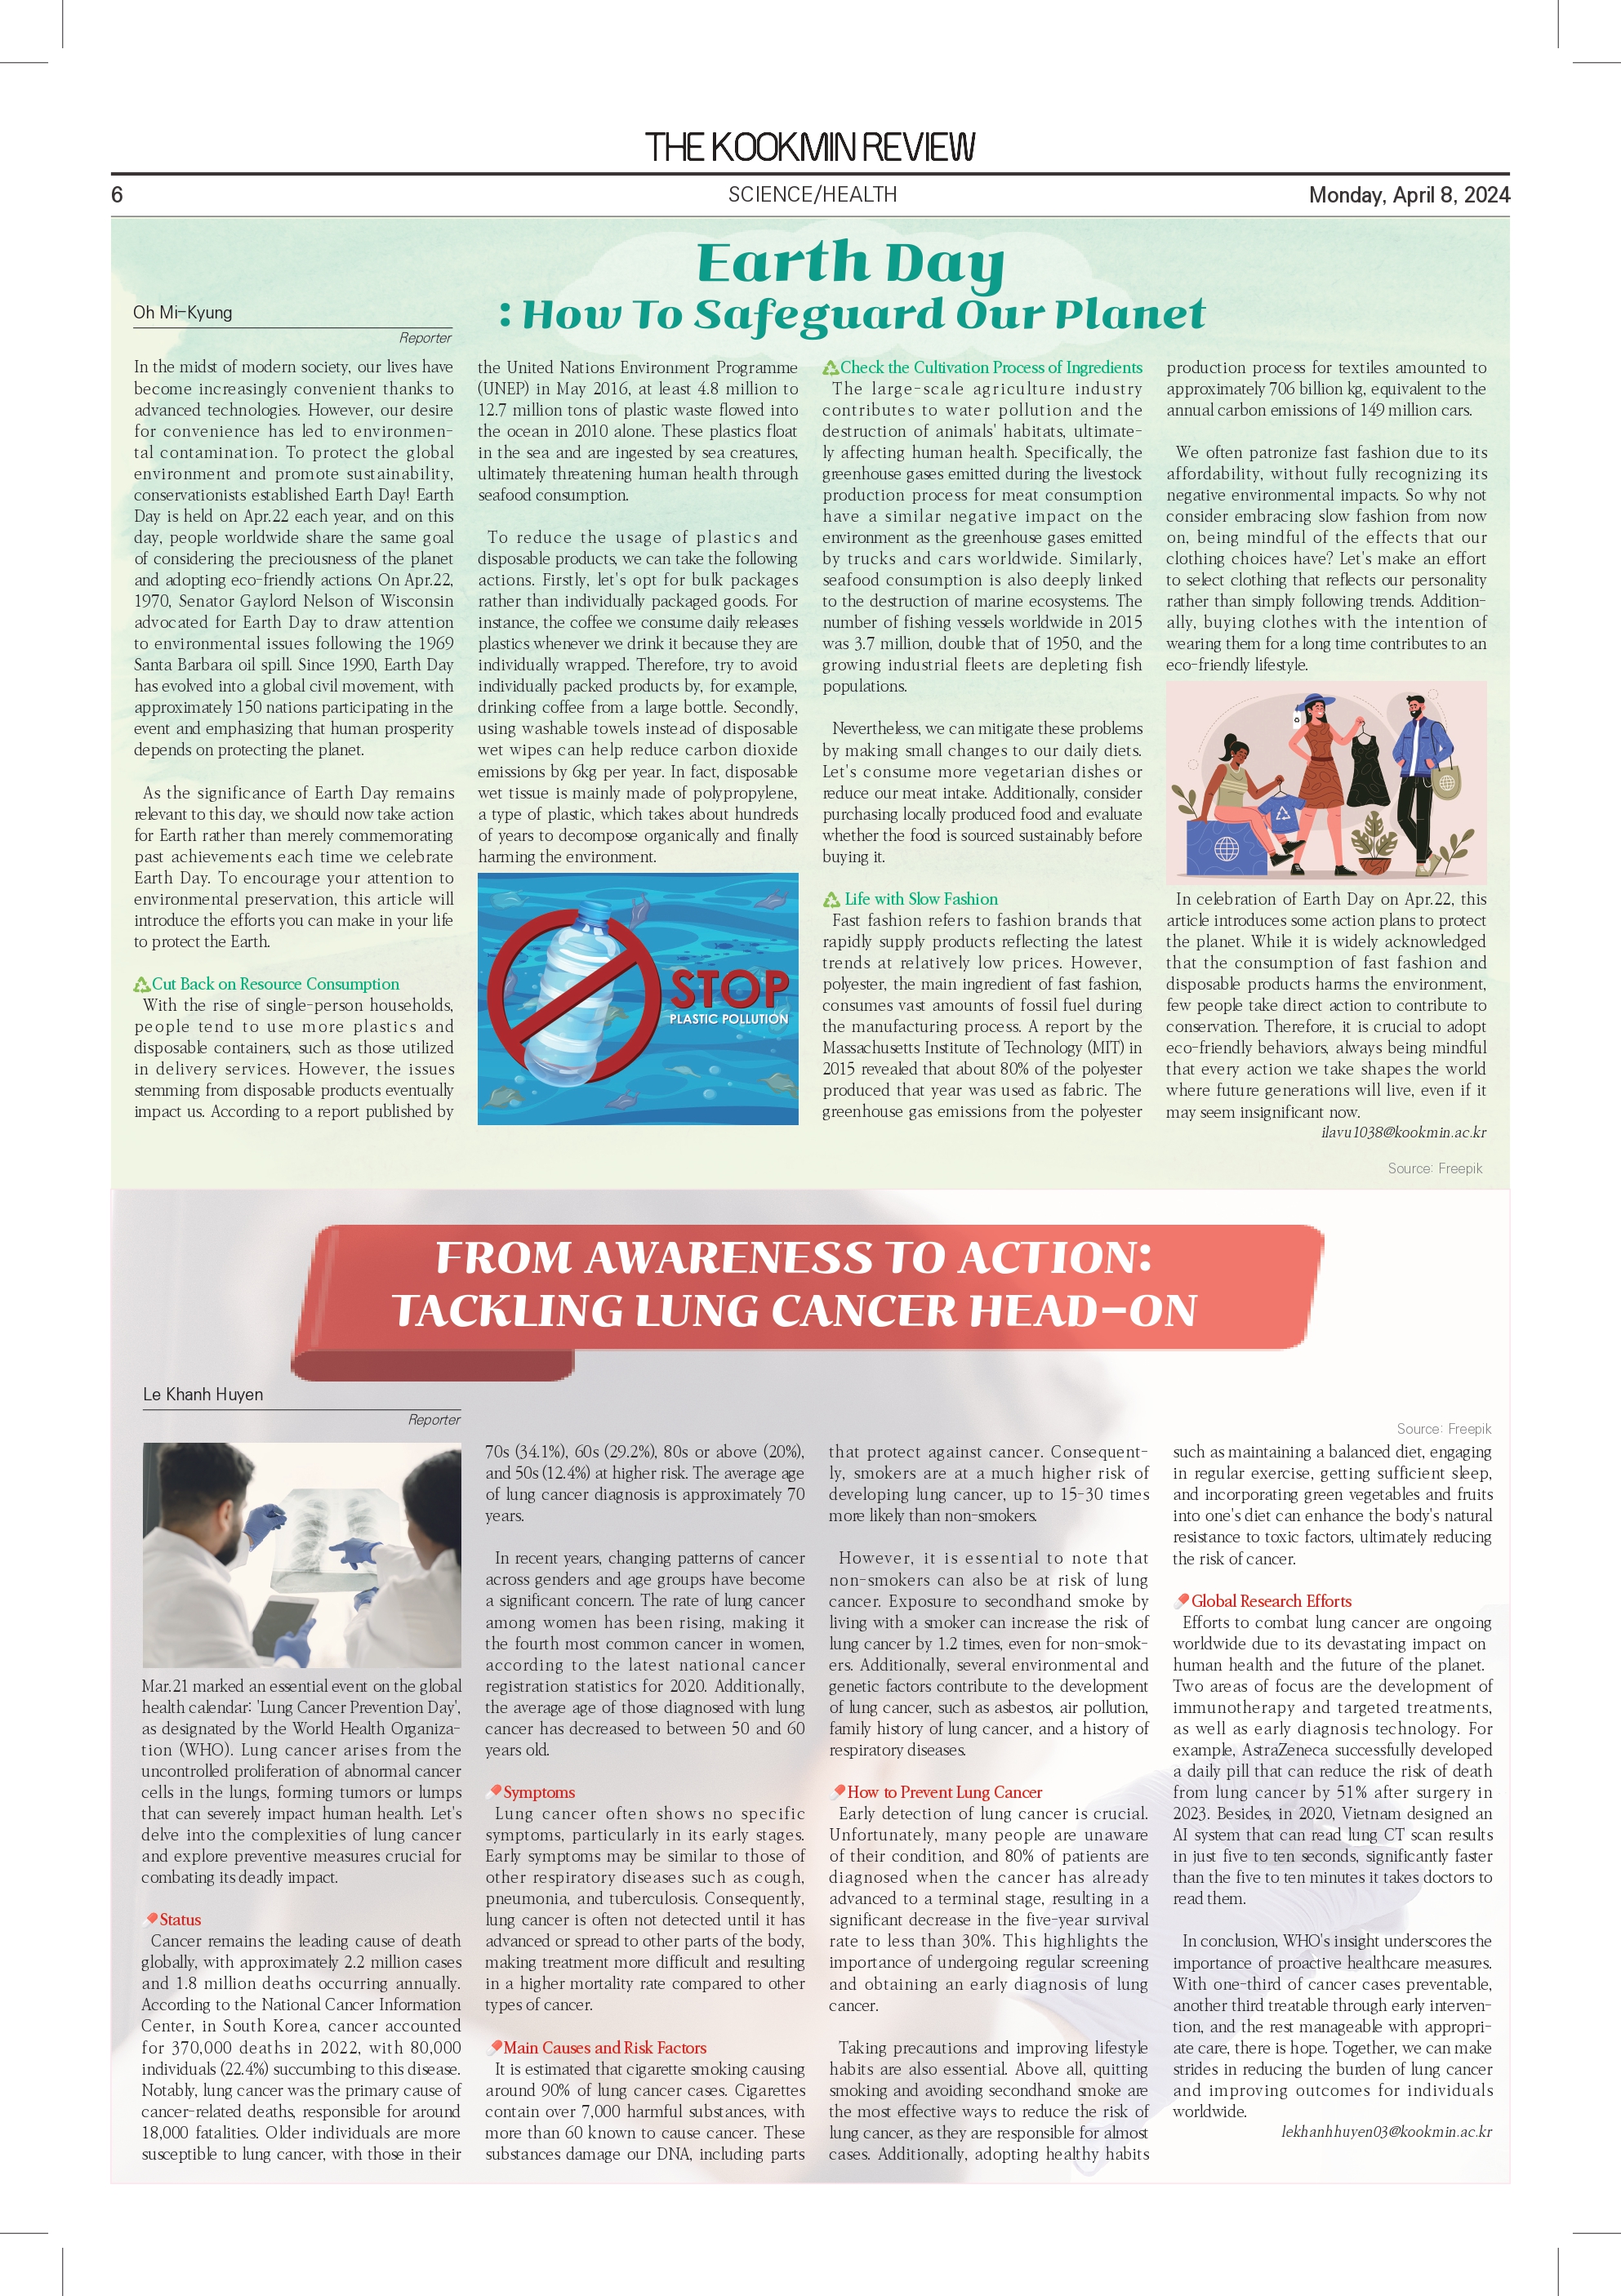 THE KOOKMIN REVIEW
6
SCIENCE/HEALTH
Monday, April 8, 2024
Earth Day
: How To Safeguard Our Planet
Oh Mi-Kyung
Reporter
In the midst of modern society, our lives have
become increasingly convenient thanks to
advanced technologies. However, our desire
for convenience has led to environmen-
tal contamination. To protect the global
environment and promote sustainability,
conservationists established Earth Day! Earth
Day is held on Apr.22 each year, and on this
day, people worldwide share the same goal
of considering the preciousness of the planet
and adopting eco-friendly actions. On Apr.22,
1970, Senator Gaylord Nelson of Wisconsin
advocated for Earth Day to draw attention
to environmental issues following the 1969
Santa Barbara oil spill. Since 1990, Earth Day
has evolved into a global civil movement, with
approximately 150 nations participating in the
event and emphasizing that human prosperity
depends on protecting the planet.
As the significance of Earth Day remains
relevant to this day, we should now take action
for Earth rather than merely commemorating
past achievements each time we celebrate
Earth Day. To encourage your attention to
environmental preservation, this article will
introduce the efforts you can make in your life
to protect the Earth.
Cut Back on Resource Consumption
With the rise of single-person households,
people tend to use more plastics and
disposable containers, such as those utilized
in delivery services. However, the issues
stemming from disposable products eventually
impact us. According to a report published by
the United Nations Environment Programme
(UNEP) in May 2016, at least 4.8 million to
12.7 million tons of plastic waste flowed into
the ocean in 2010 alone. These plastics float
in the sea and are ingested by sea creatures,
ultimately threatening human health through
seafood consumption.
To reduce the usage of plastics and
disposable products, we can take the following
actions. Firstly, let's opt for bulk packages
rather than individually packaged goods. For
instance, the coffee we consume daily releases
plastics whenever we drink it because they are
individually wrapped. Therefore, try to avoid
individually packed products by, for example,
drinking coffee from a large bottle. Secondly,
using washable towels instead of disposable
wet wipes can help reduce carbon dioxide
emissions by 6kg per year. In fact, disposable
wet tissue is mainly made of polypropylene,
a type of plastic, which takes about hundreds
of years to decompose organically and finally
harming the environment.
STOP
PLASTIC POLLUTION
Check the Cultivation Process of Ingredients
The large-scale agriculture industry
contributes to water pollution and the
destruction of animals' habitats, ultimate-
ly affecting human health. Specifically, the
greenhouse gases emitted during the livestock
production process for meat consumption
have a similar negative impact on the
environment as the greenhouse gases emitted
by trucks and cars worldwide. Similarly,
seafood consumption is also deeply linked
to the destruction of marine ecosystems. The
number of fishing vessels worldwide in 2015
was 3.7 million, double that of 1950, and the
growing industrial fleets are depleting fish
populations.
Nevertheless, we can mitigate these problems
by making small changes to our daily diets.
Let's consume more vegetarian dishes or
reduce our meat intake. Additionally, consider
purchasing locally produced food and evaluate
whether the food is sourced sustainably before
buying it.
Life with Slow Fashion
Fast fashion refers to fashion brands that
rapidly supply products reflecting the latest
trends at relatively low prices. However,
polyester, the main ingredient of fast fashion,
consumes vast amounts of fossil fuel during
the manufacturing process. A report by the
Massachusetts Institute of Technology (MIT) in
2015 revealed that about 80% of the polyester
produced that year was used as fabric. The
greenhouse gas emissions from the polyester
production process for textiles amounted to
approximately 706 billion kg, equivalent to the
annual carbon emissions of 149 million cars.
We often patronize fast fashion due to its
affordability, without fully recognizing its
negative environmental impacts. So why not
consider embracing slow fashion from now
on, being mindful of the effects that our
clothing choices have? Let's make an effort
to select clothing that reflects our personality
rather than simply following trends. Addition-
ally, buying clothes with the intention of
wearing them for a long time contributes to an
eco-friendly lifestyle.
In celebration of Earth Day on Apr.22, this
article introduces some action plans to protect
the planet. While it is widely acknowledged
that the consumption of fast fashion and
disposable products harms the environment,
few people take direct action to contribute to
conservation. Therefore, it is crucial to adopt
eco-friendly behaviors, always being mindful
that every action we take shapes the world
where future generations will live, even if it
may seem insignificant now.
ilavu1038@kookmin.ac.kr
Source: Freepik
FROM AWARENESS TO ACTION:
TACKLING LUNG CANCER HEAD-ON
Le Khanh Huyen
Reporter
Mar.21 marked an essential event on the global
health calendar: 'Lung Cancer Prevention Day',
as designated by the World Health Organiza-
tion (WHO). Lung cancer arises from the
uncontrolled proliferation of abnormal cancer
cells in the lungs, forming tumors or lumps
that can severely impact human health. Let's
delve into the complexities of lung cancer
and explore preventive measures crucial for
combating its deadly impact.
Status
Cancer remains the leading cause of death
globally, with approximately 2.2 million cases
and 1.8 million deaths occurring annually.
According to the National Cancer Information
Center, in South Korea, cancer accounted
for 370,000 deaths in 2022, with 80,000
individuals (22.4%) succumbing to this disease.
Notably, lung cancer was the primary cause of
cancer-related deaths, responsible for around
18,000 fatalities. Older individuals are more
susceptible to lung cancer, with those in their
70s (34.1%), 60s (29.2%), 80s or above (20%),
and 50s (12.4%) at higher risk. The average age
of lung cancer diagnosis is approximately 70
years.
In recent years, changing patterns of cancer
across genders and age groups have become
a significant concern. The rate of lung cancer
among women has been rising, making it
the fourth most common cancer in women,
according to the latest national cancer
registration statistics for 2020. Additionally,
the average age of those diagnosed with lung
cancer has decreased to between 50 and 60
years old.
Symptoms
Lung cancer often shows no specific
symptoms, particularly in its early stages.
Early symptoms may be similar to those of
other respiratory diseases such as cough,
pneumonia, and tuberculosis. Consequently,
lung cancer is often not detected until it has
advanced or spread to other parts of the body,
making treatment more difficult and resulting
in a higher mortality rate compared to other
types of cancer.
Main Causes and Risk Factors
It is estimated that cigarette smoking causing
around 90% of lung cancer cases. Cigarettes
contain over 7,000 harmful substances, with
more than 60 known to cause cancer. These
substances damage our DNA, including parts
that protect against cancer. Consequent-
ly, smokers are at a much higher risk of
developing lung cancer, up to 15-30 times
more likely than non-smokers.
However, it is essential to note that
non-smokers can also be at risk of lung
cancer. Exposure to secondhand smoke by
living with a smoker can increase the risk of
lung cancer by 1.2 times, even for non-smok-
ers. Additionally, several environmental and
genetic factors contribute to the development
of lung cancer, such as asbestos, air pollution,
family history of lung cancer, and a history of
respiratory diseases.
How to Prevent Lung Cancer
Early detection of lung cancer is crucial.
Unfortunately, many people are unaware
of their condition, and 80% of patients are
diagnosed when the cancer has already
advanced to a terminal stage, resulting in a
significant decrease in the five-year survival
rate to less than 30%. This highlights the
importance of undergoing regular screening
and obtaining an early diagnosis of lung
cancer.
Taking precautions and improving lifestyle
habits are also essential. Above all, quitting
smoking and avoiding secondhand smoke are
the most effective ways to reduce the risk of
lung cancer, as they are responsible for almost
cases. Additionally, adopting healthy habits
Source: Freepik
such as maintaining a balanced diet, engaging
in regular exercise, getting sufficient sleep,
and incorporating green vegetables and fruits
into one's diet can enhance the body's natural
resistance to toxic factors, ultimately reducing
the risk of cancer.
Global Research Efforts
Efforts to combat lung cancer are ongoing
worldwide due to its devastating impact on
human health and the future of the planet.
Two areas of focus are the development of
immunotherapy and targeted treatments,
as well as early diagnosis technology. For
example, AstraZeneca successfully developed
a daily pill that can reduce the risk of death
from lung cancer by 51% after surgery in
2023. Besides, in 2020, Vietnam designed an
AI system that can read lung CT scan results
in just five to ten seconds, significantly faster
than the five to ten minutes it takes doctors to
read them.
In conclusion, WHO's insight underscores the
importance of proactive healthcare measures.
With one-third of cancer cases preventable,
another third treatable through early interven-
tion, and the rest manageable with appropri-
ate care, there is hope. Together, we can make
strides in reducing the burden of lung cancer
and improving outcomes for individuals
worldwide.
lekhanhhuyen03@kookmin.ac.kr